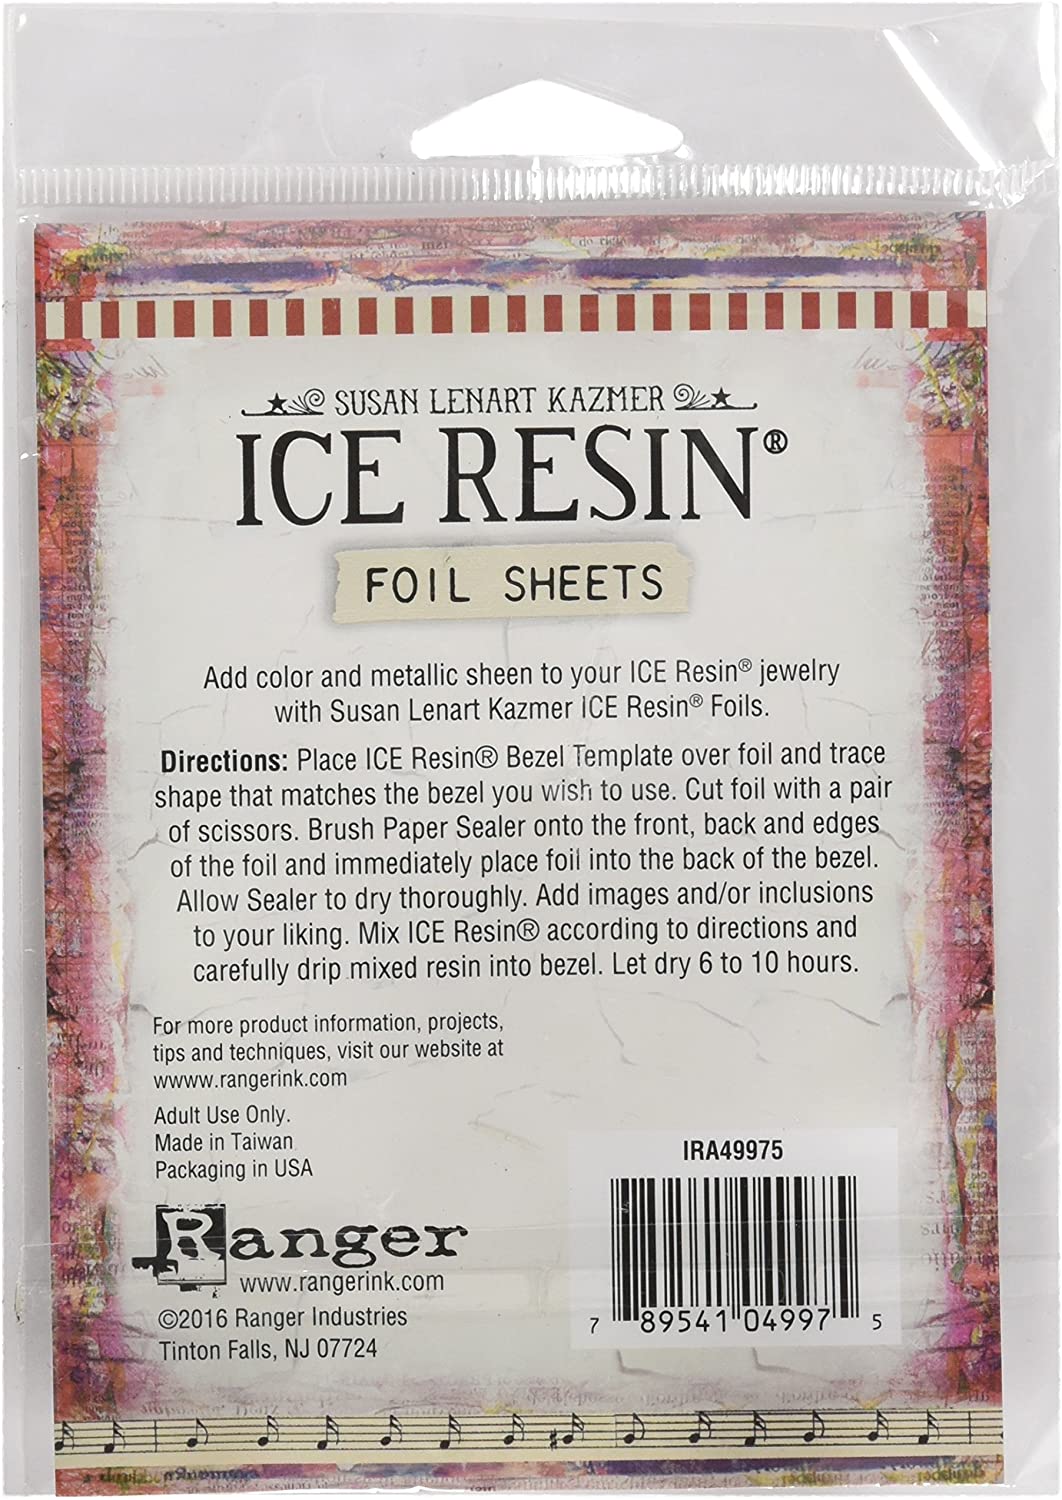 SUSAN LENART KAZMER
ICE RESIN®
FOIL SHEETS
Add color and metallic sheen to your ICE Resin® jewelry
with Susan Lenart Kazmer ICE Resin® Foils.
Directions: Place ICE Resin® Bezel Template over foil and trace
shape that matches the bezel you wish to use. Cut foil with a pair
of scissors. Brush Paper Sealer onto the front, back and edges
of the foil and immediately place foil into the back of the bezel.
Allow Sealer to dry thoroughly. Add images and/or inclusions
to your liking. Mix ICE Resin® according to directions and
carefully drip mixed resin into bezel. Let dry 6 to 10 hours.
For more product information, projects,
tips and techniques, visit our website at
wwww.rangerink.com
Adult Use Only.
Made in Taiwan
Packaging in USA
Ranger
www.rangerink.com
©2016 Ranger Industries
Tinton Falls, NJ 07724
IRA49975
7 89541 04997 5